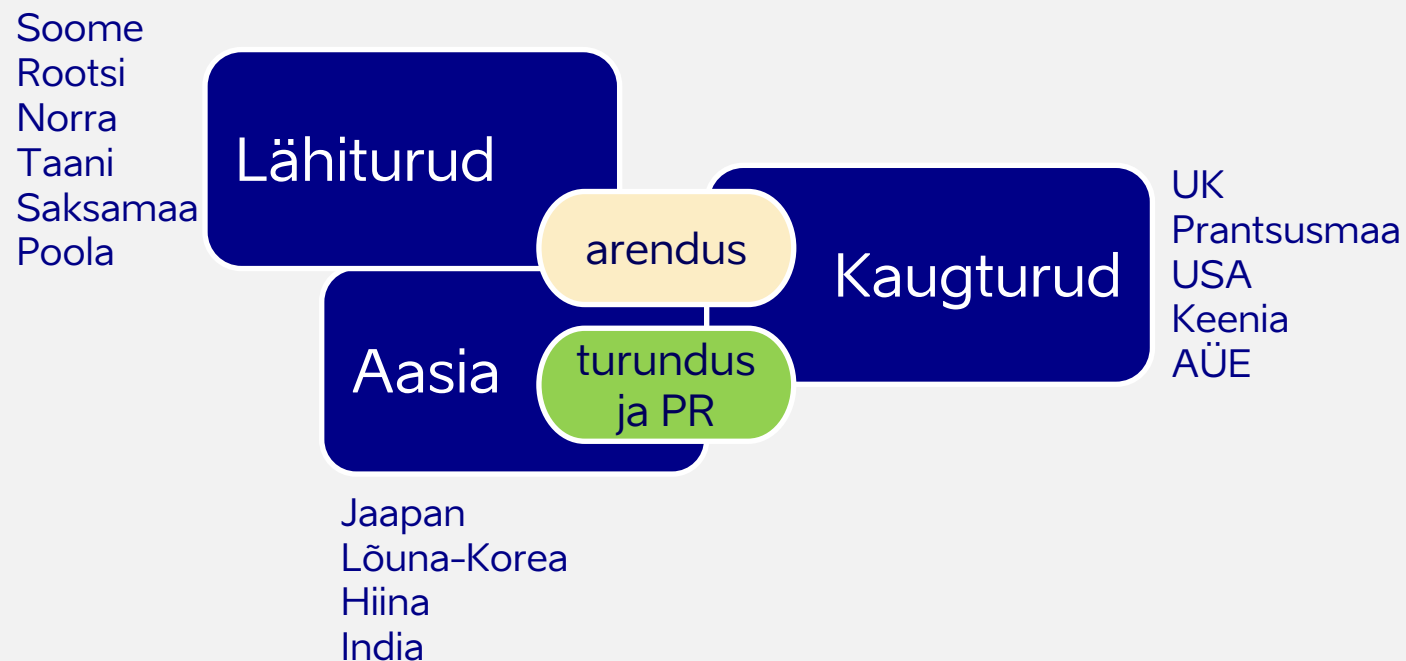 Soome
Rootsi
Norra
Taani
Saksamaa
Poola
Lähiturud
arendus
Kaugturud
UK
Prantsusmaa
USA
Keenia
AÜE
Aasia
turundus
ja PR
Jaapan
Lõuna-Korea
Hiina
India